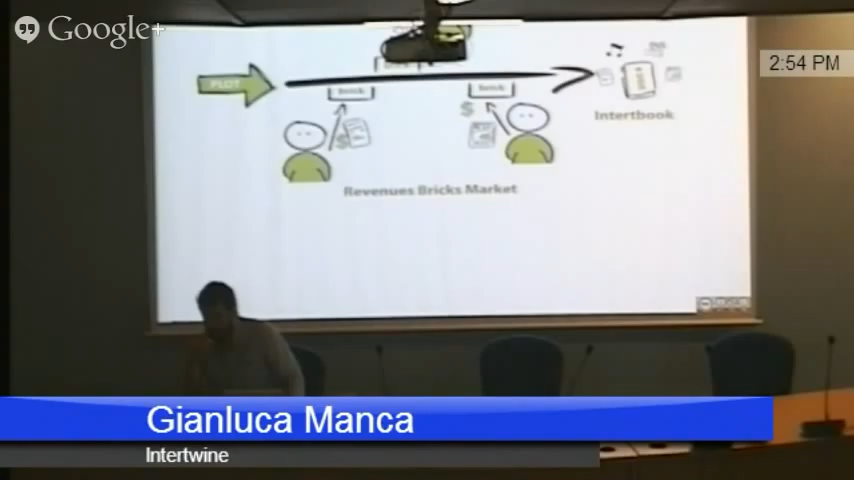 Google+
2:54 PM
PLOT
brick
brick
$
$
Intertbook
Revenues Bricks Market
Gianluca Manca
Intertwine